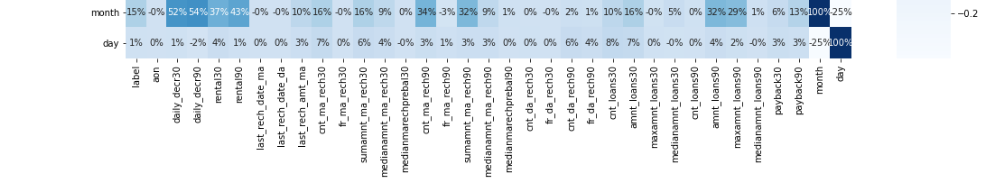 month 15% -0% 52% 54% 37% 43% -0% -0% 10% 16% -0% 16% 9% 0% 34% -3% 32% 9% 1% 0% -0% 2% 1% 10% 16% -0% 5% 0% 32% 29% 1% 6% 13% 100% -25%
−0.2
day 1% 0% 1% -2% 4% 1% 0% 0% 3% 7% 0% 6% 4% -0% 3% 1% 3% 3% 0% 0% 0% 6% 4% 8% 7% 0% -0% 0% 4% 2% -0% 3% 3% -25% 100%
label
aon
daily_decr30
daily_decr90
rental30
rental90
last_rech_date_ma
last_rech_date_da
last_rech_amt_ma
cnt_ma_rech30
fr_ma_rech30
sumamnt_ma_rech30
medianamnt_ma_rech30
medianmarechprebal30
cnt_ma_rech90
fr_ma_rech90
sumamnt_ma_rech90
medianamnt_ma_rech90
medianmarechprebal90
cnt_da_rech30
fr_da_rech30
cnt_da_rech90
fr_da_rech90
cnt_loans30
amnt_loans30
maxamnt_loans30
medianamnt_loans30
cnt_loans90
amnt_loans90
maxamnt_loans90
medianamnt_loans90
payback30
payback90
month
day